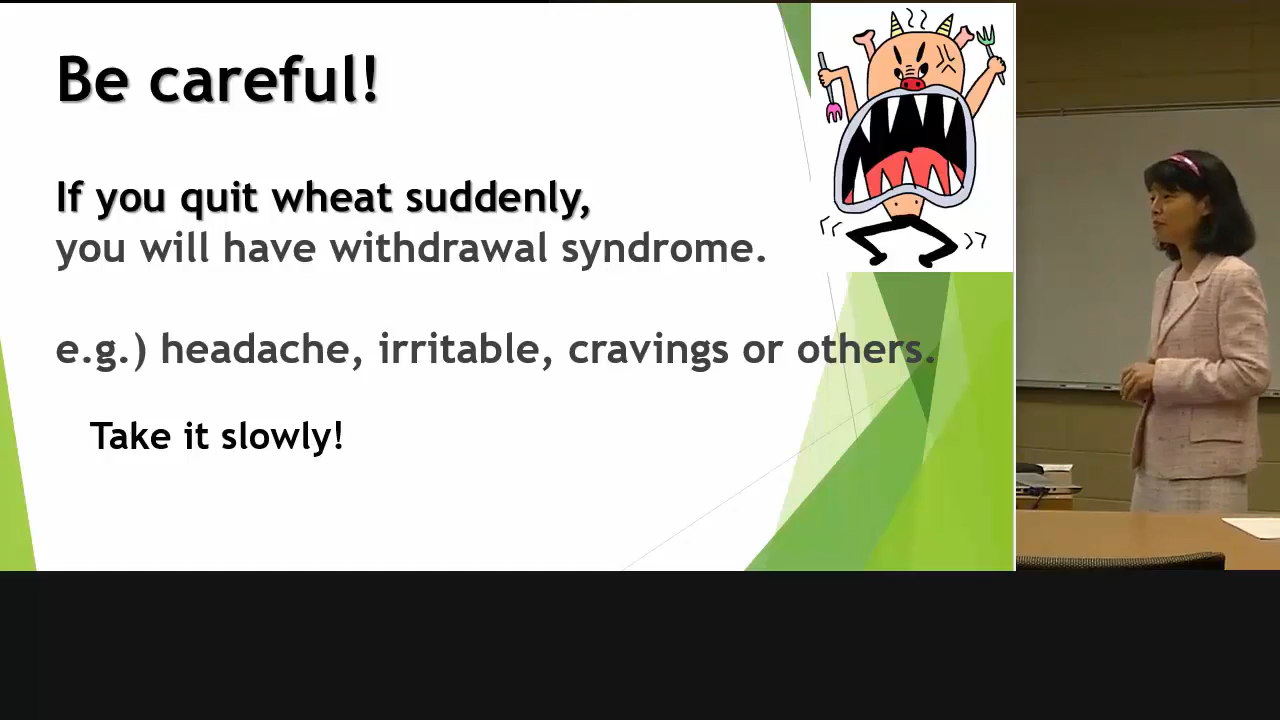 Be careful!
If you quit wheat suddenly,
you will have withdrawal syndrome.
e.g.) headache, irritable, cravings or others.
Take it slowly!